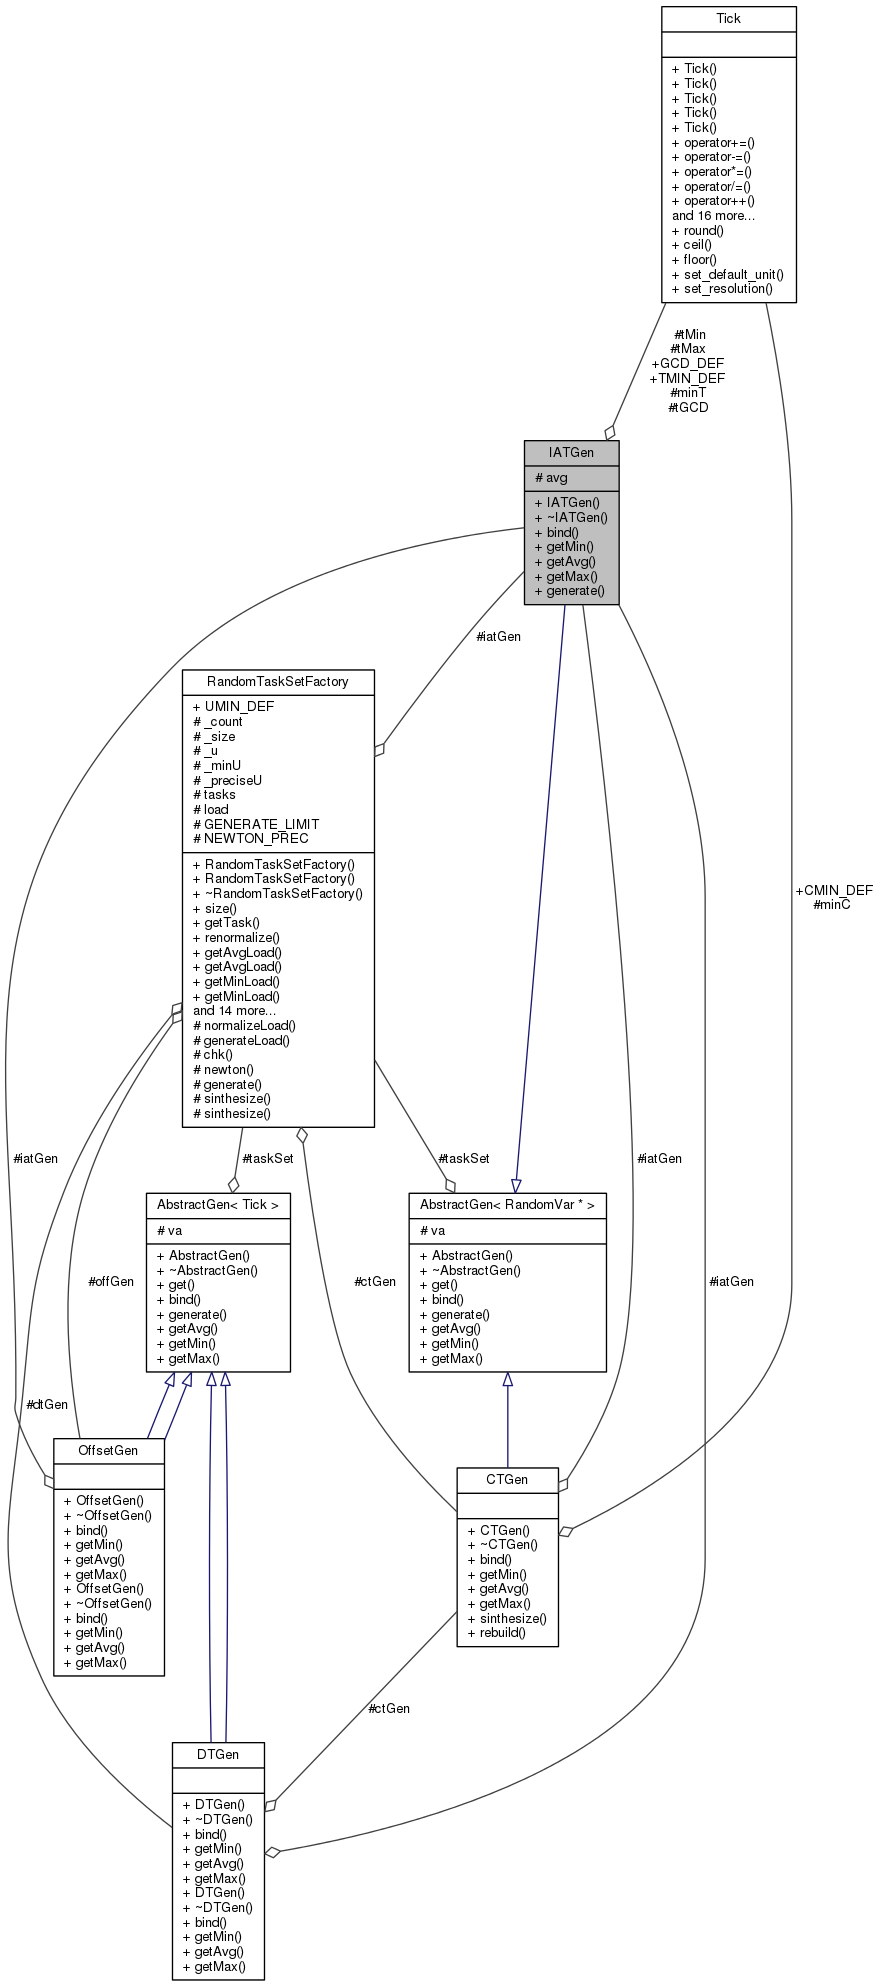 Tick
+ Tick()
+ Tick()
+ Tick()
+ Tick()
+ Tick()
+ operator+=()
+ operator-=()
+ operator*=()
+ operator/=()
+ operator++()
and 16 more...
+ round()
+ ceil()
+ floor()
+ set_default_unit()
+ set_resolution()
#tMin
#tMax
+GCD_DEF
+TMIN_DEF
#minT
#tGCD
IATGen
# avg
+ IATGen()
+ ~IATGen()
+ bind()
+ getMin()
+ getAvg()
+ getMax()
+ generate()
#iatGen
RandomTaskSetFactory
+ UMIN_DEF
# _count
# _size
# _u
# _minU
# _preciseU
# tasks
# load
# GENERATE_LIMIT
# NEWTON_PREC
+ RandomTaskSetFactory()
+ RandomTaskSetFactory()
+ ~RandomTaskSetFactory()
+ size()
+ getTask()
+ renormalize()
+ getAvgLoad()
+ getAvgLoad()
+ getMinLoad()
+ getMinLoad()
and 14 more...
# normalizeLoad()
# generateLoad()
# chk()
# newton()
# generate()
# sinthesize()
# sinthesize()
+CMIN_DEF
#minC
#iatGen
#taskSet
#taskSet
#iatGen
AbstractGen< Tick >
# va
+ AbstractGen()
+ ~AbstractGen()
+ get()
+ bind()
+ generate()
+ getAvg()
+ getMin()
+ getMax()
AbstractGen< RandomVar * >
# va
+ AbstractGen()
+ ~AbstractGen()
+ get()
+ bind()
+ generate()
+ getAvg()
+ getMin()
+ getMax()
#offGen
#ctGen
#iatGen
#dtGen
OffsetGen
+ OffsetGen()
+ ~OffsetGen()
+ bind()
+ getMin()
+ getAvg()
+ getMax()
+ OffsetGen()
+ ~OffsetGen()
+ bind()
+ getMin()
+ getAvg()
+ getMax()
CTGen
+ CTGen()
+ ~CTGen()
+ bind()
+ getMin()
+ getAvg()
+ getMax()
+ sinthesize()
+ rebuild()
#ctGen
DTGen
+ DTGen()
+ ~DTGen()
+ bind()
+ getMin()
+ getAvg()
+ getMax()
+ DTGen()
+ ~DTGen()
+ bind()
+ getMin()
+ getAvg()
+ getMax()